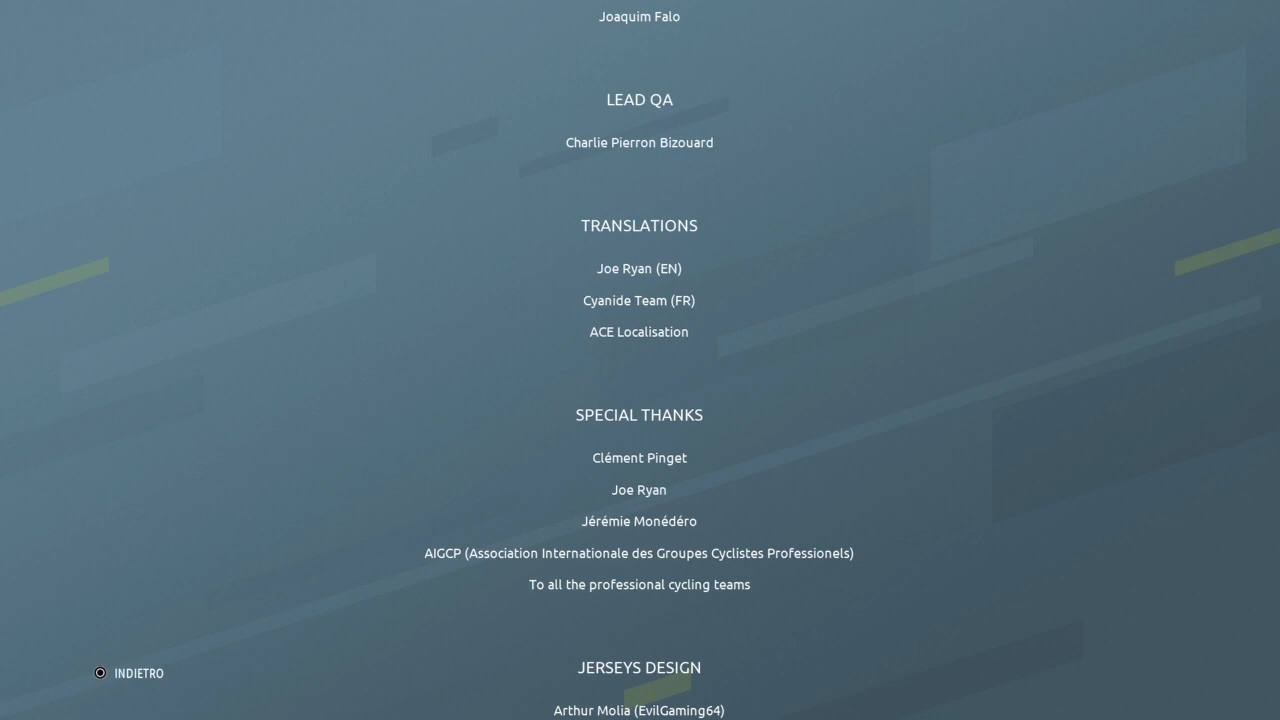 Joaquim Falo
LEAD QA
Charlie Pierron Bizouard
TRANSLATIONS
Joe Ryan (EN)
Cyanide Team (FR)
ACE Localisation
SPECIAL THANKS
Clément Pinget
Joe Ryan
Jérémie Monédéro
AIGCP (Association Internationale des Groupes Cyclistes Professionels)
To all the professional cycling teams
JERSEYS DESIGN
INDIETRO
Arthur Molia (EvilGaming64)